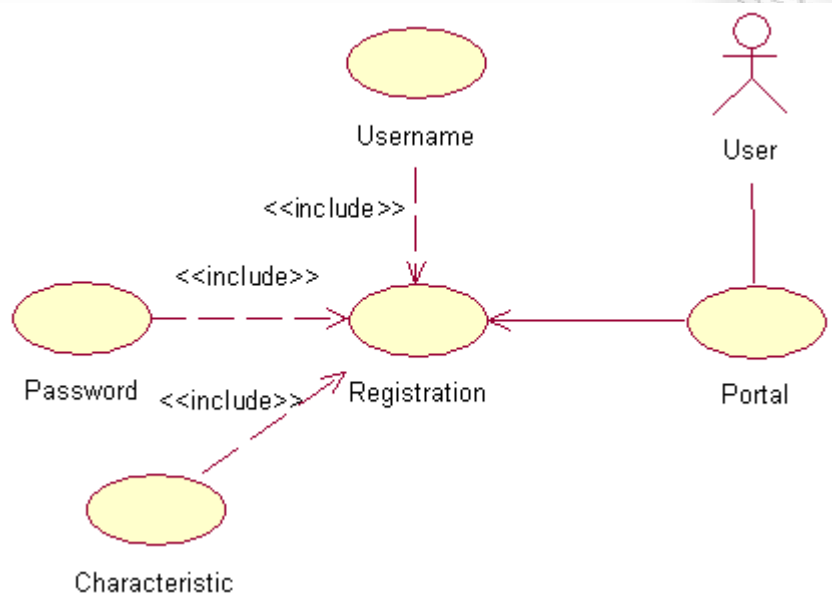 Username
User
<<include>>
<<include>>
Password
<<include>>
Registration
Portal
Characteristic